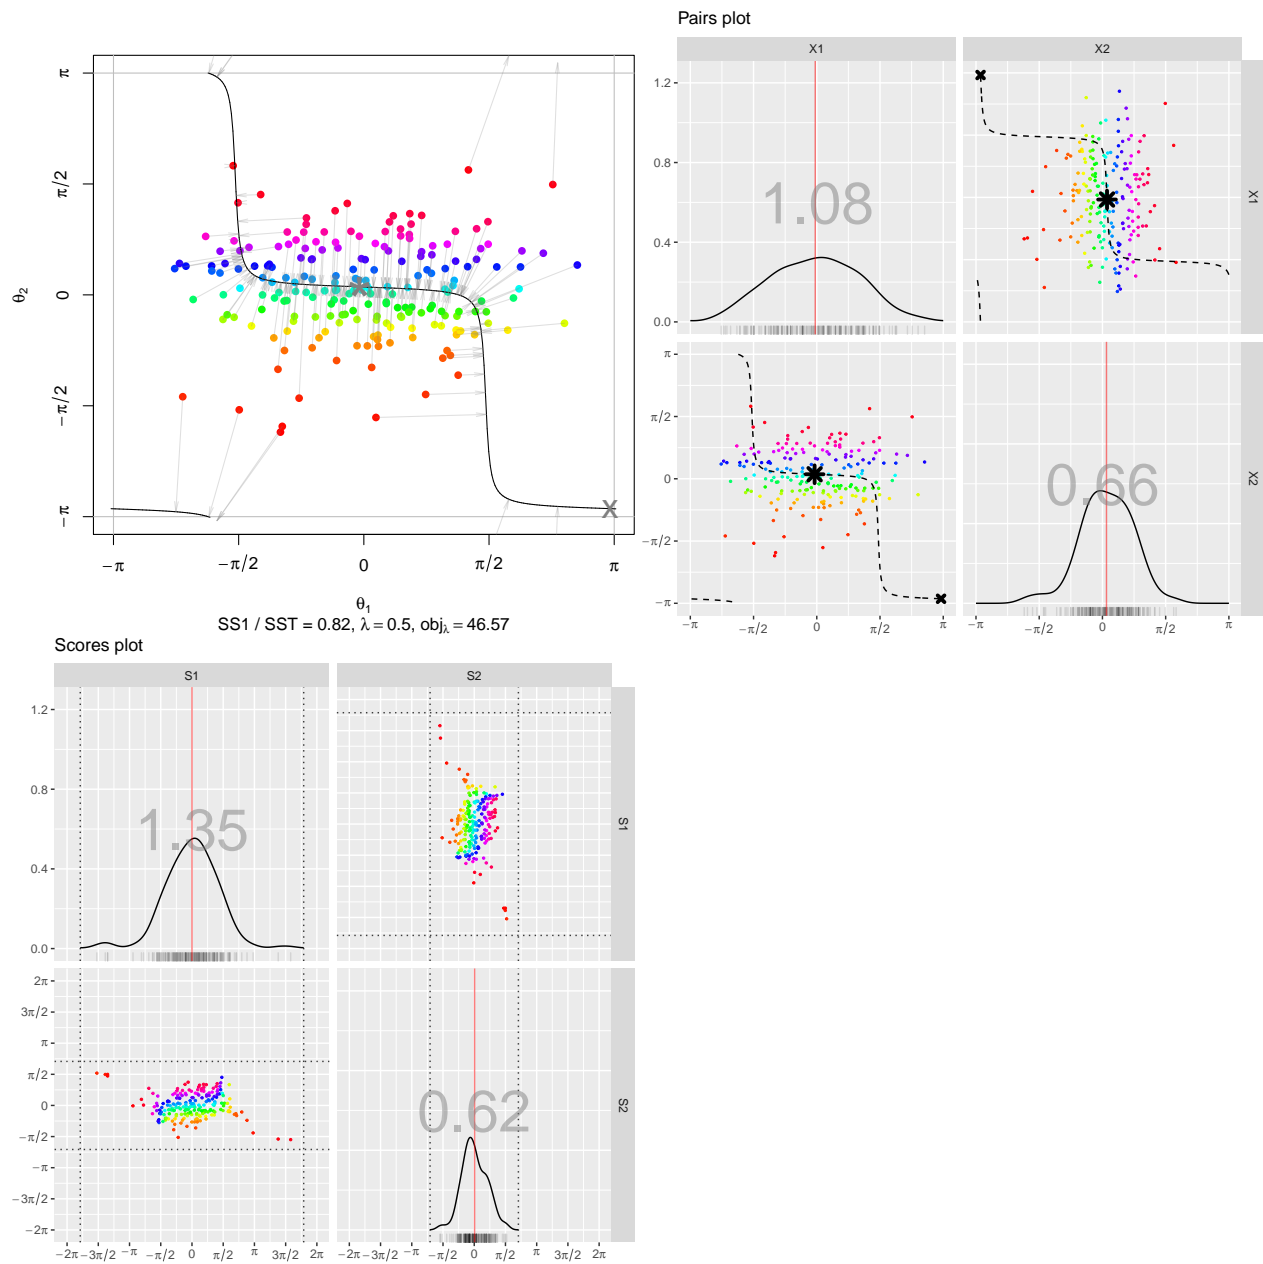 π
π/2
0
−π/2
−π
θ2
−π
−π/2
0
π/2
π
θ1
SS1 / SST = 0.82, λ = 0.5, objλ = 46.57
Pairs plot
X1
X2
1.2
0.8
0.4
0.0
1.08
X1
π
π/2
0
−π/2
−π
0.66
X2
−π
−π/2
0
π/2
π
−π
−π/2
0
π/2
π
Scores plot
S1
S2
1.2
0.8
0.4
0.0
1.35
S1
2π
3π/2
π
π/2
0
−π/2
−π
−3π/2
−2π
0.62
S2
−2π
−3π/2
−π
−π/2
0
π/2
π
3π/2
2π
−2π
−3π/2
−π
−π/2
0
π/2
π
3π/2
2π